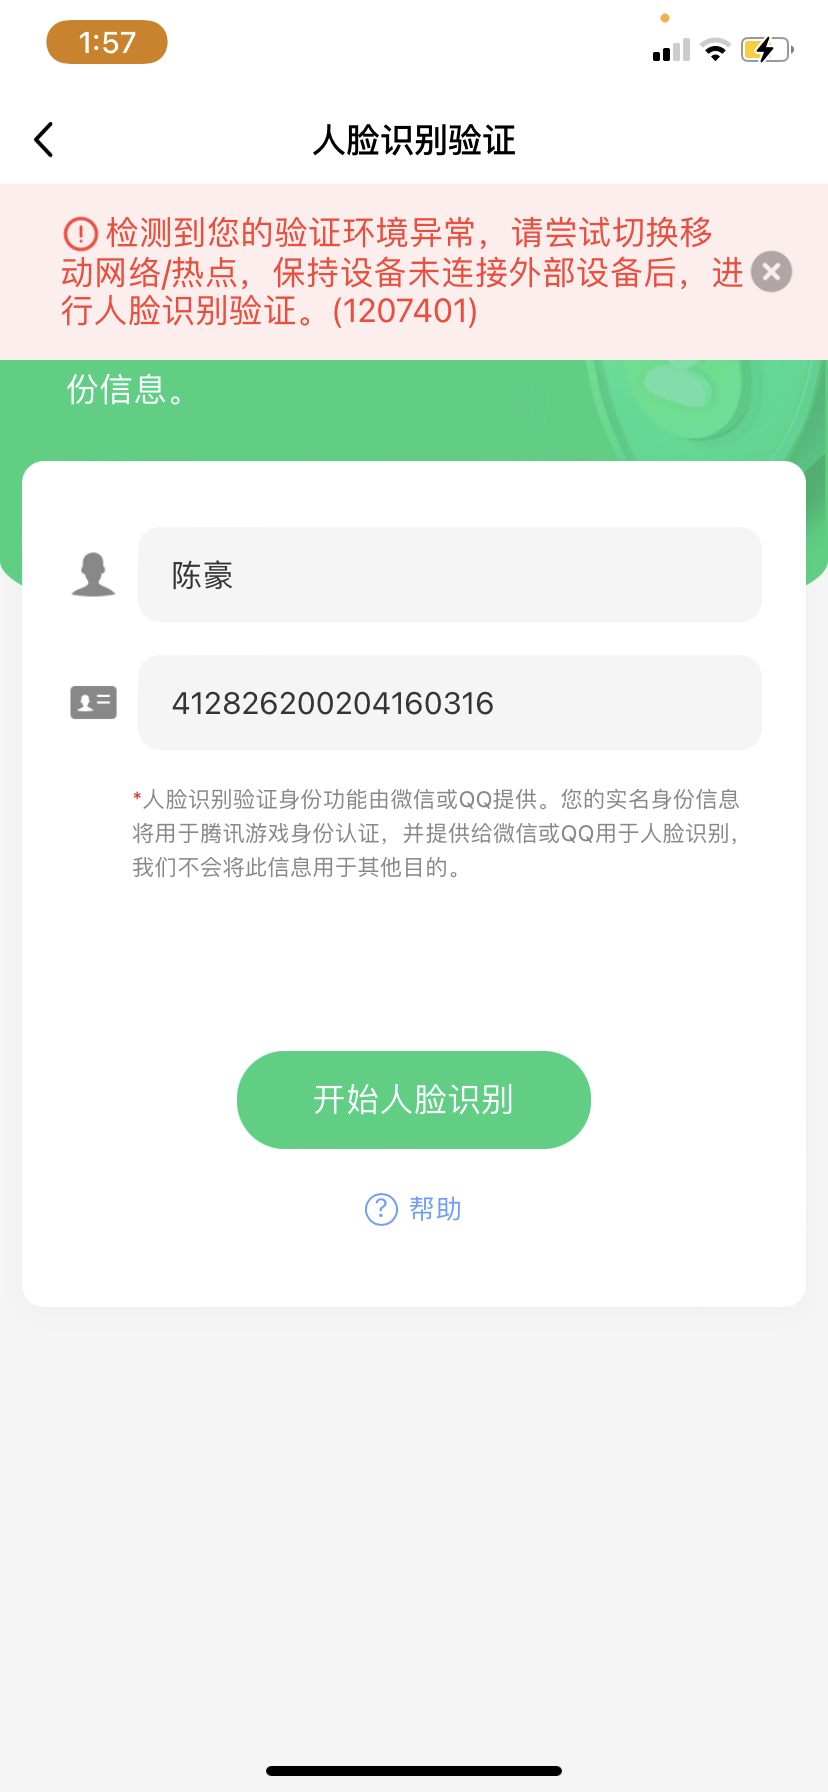 1:57
人脸识别验证
检测到您的验证环境异常，请尝试切换移
动网络/热点，保持设备未连接外部设备后，进
行人脸识别验证。(1207401)
份信息。
陈豪
412826200204160316
*人脸识别验证身份功能由微信或QQ提供。您的实名身份信息
将用于腾讯游戏身份认证，并提供给微信或QQ用于人脸识别，
我们不会将此信息用于其他目的。
开始人脸识别
帮助